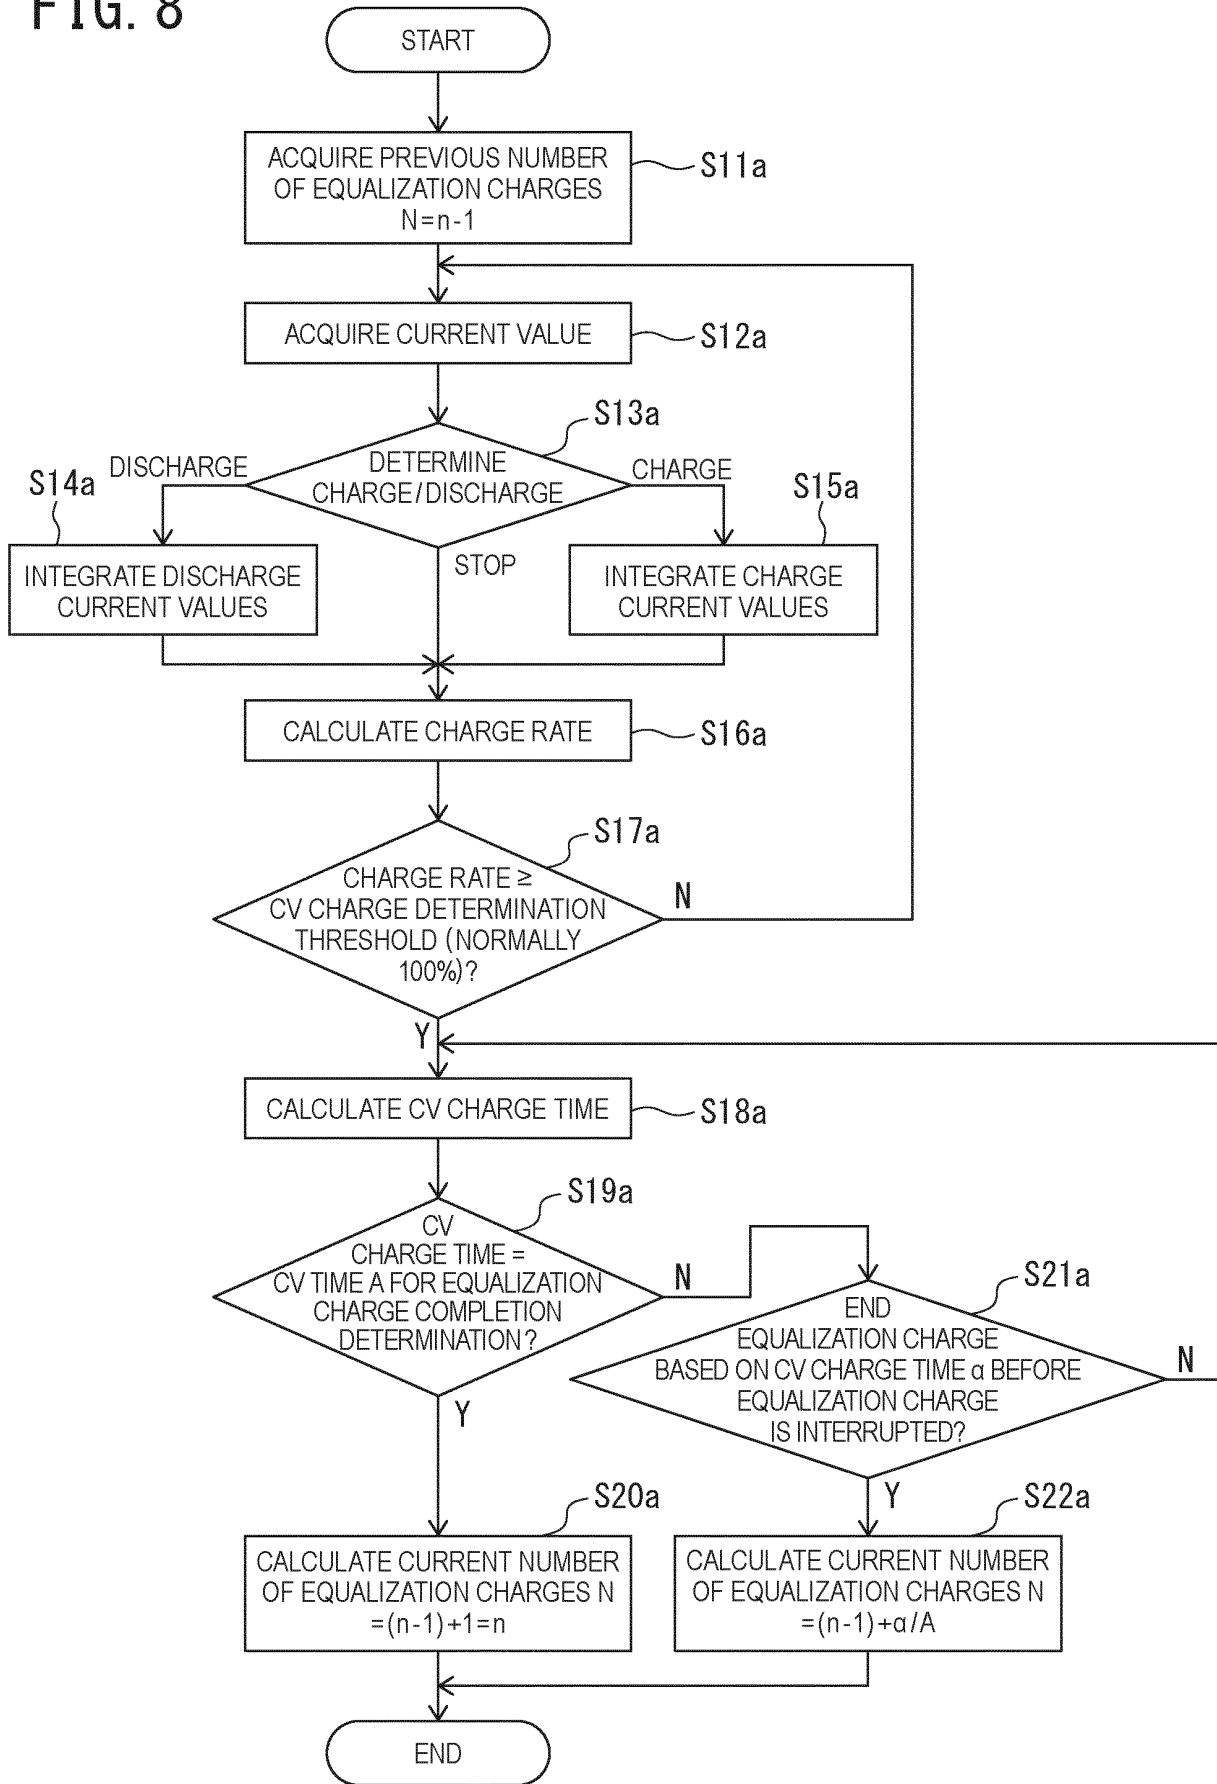 FIG. 8
START
ACQUIRE PREVIOUS NUMBER
OF EQUALIZATION CHARGES
N=n-1
S11a
ACQUIRE CURRENT VALUE
S12a
S13a
DETERMINE
CHARGE/DISCHARGE
DISCHARGE
CHARGE
STOP
S14a
INTEGRATE DISCHARGE
CURRENT VALUES
S15a
INTEGRATE CHARGE
CURRENT VALUES
CALCULATE CHARGE RATE
S16a
S17a
CHARGE RATE ≥
CV CHARGE DETERMINATION
THRESHOLD (NORMALLY
100%)?
N
Y
CALCULATE CV CHARGE TIME
S18a
S19a
CV
CHARGE TIME =
CV TIME A FOR EQUALIZATION
CHARGE COMPLETION
DETERMINATION?
N
Y
S21a
END
EQUALIZATION CHARGE
BASED ON CV CHARGE TIME α BEFORE
EQUALIZATION CHARGE
IS INTERRUPTED?
N
Y
S20a
CALCULATE CURRENT NUMBER
OF EQUALIZATION CHARGES N
=(n-1)+1=n
S22a
CALCULATE CURRENT NUMBER
OF EQUALIZATION CHARGES N
=(n-1)+α/A
END